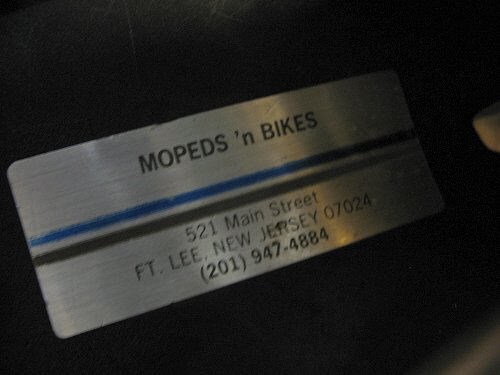 MOPEDS 'n BIKES
521 Main Street
FT. LEE, NEW JERSEY 07024
(201) 947-4884